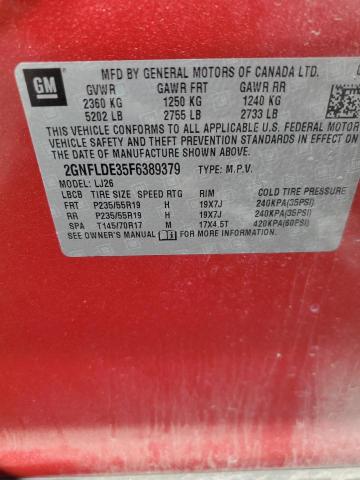 GM
MFD BY GENERAL MOTORS OF CANADA LTD.
GVWR GAWR FRT GAWR RR
2360 KG 1250 KG 1240 KG
5202 LB 2755 LB 2733 LB
THIS VEHICLE CONFORMS TO ALL APPLICABLE U.S. FEDERAL MOTOR
VEHICLE SAFETY AND THEFT PREVENTION STANDARDS IN EFFECT ON
THE DATE OF MANUFACTURE SHOWN ABOVE.
2GNFLDE35F6389379 TYPE: M.P.V.
MODEL: LJ26
LBCB TIRE SIZE SPEED RTG RIM COLD TIRE PRESSURE
FRT P235/55R19 H 19X7J 240KPA(35PSI)
RR P235/55R19 H 19X7J 240KPA(35PSI)
SPA T145/70R17 M 17X4.5T 420KPA(60PSI)
SEE OWNER'S MANUAL FOR MORE INFORMATION.